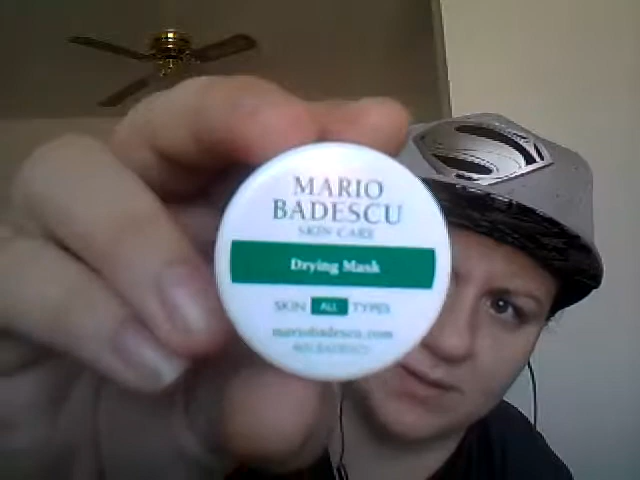 MARIO
BADESCU
SKIN CARE
Drying Mask
SKIN ALL TYPES
mariobadescu.com